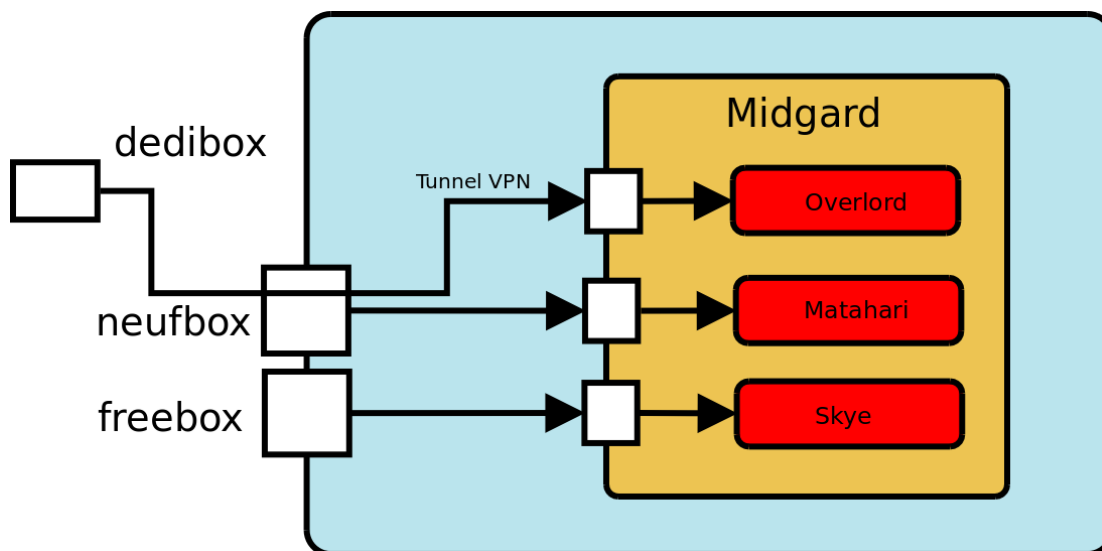 Midgard
dedibox
Tunnel VPN
Overlord
neufbox
Matahari
freebox
Skye